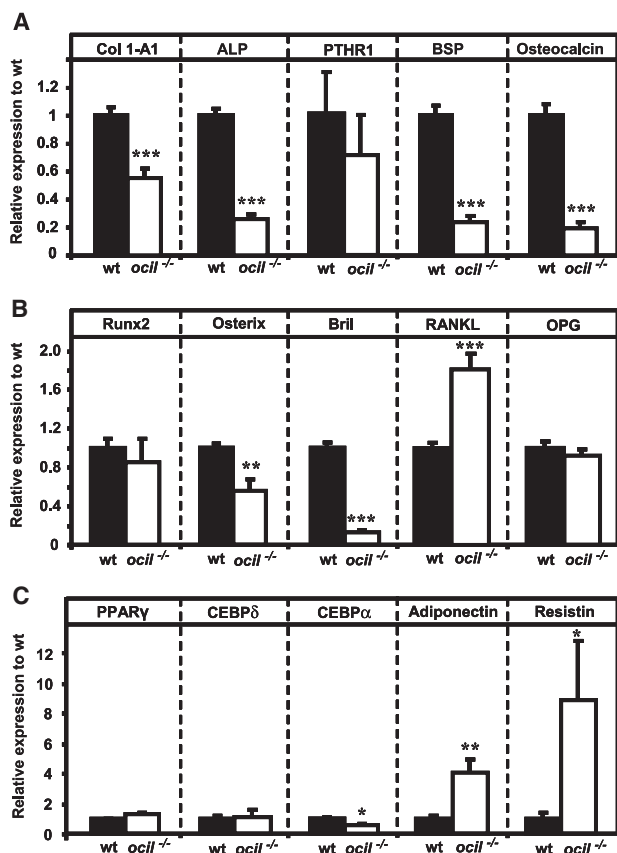 A
Col 1-A1 ALP PTHR1 BSP Osteocalcin
Relative expression to wt
1.2
1
0.8
0.6
0.4
0.2
0
*** *** *** ***
wt ocil -/- wt ocil -/- wt ocil -/- wt ocil -/- wt ocil -/-
B
Runx2 Osterix Bril RANKL OPG
Relative expression to wt
2.0
1.6
1.2
0.8
0.4
0
** *** ***
wt ocil -/- wt ocil -/- wt ocil -/- wt ocil -/- wt ocil -/-
C
PPARγ CEBPδ CEBPα Adiponectin Resistin
Relative expression to wt
12
10
8
6
4
2
0
* ** *
wt ocil -/- wt ocil -/- wt ocil -/- wt ocil -/- wt ocil -/-